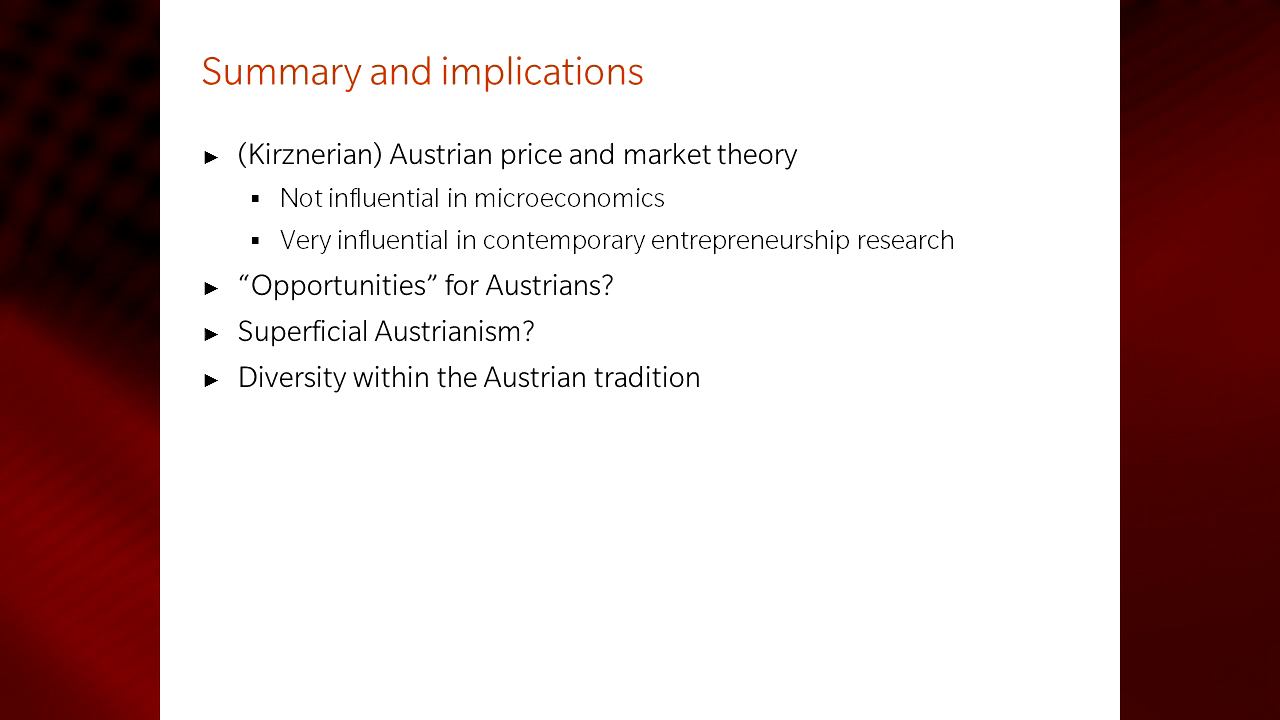 Summary and implications
► (Kirznerian) Austrian price and market theory
▪ Not influential in microeconomics
▪ Very influential in contemporary entrepreneurship research
► “Opportunities” for Austrians?
► Superficial Austrianism?
► Diversity within the Austrian tradition